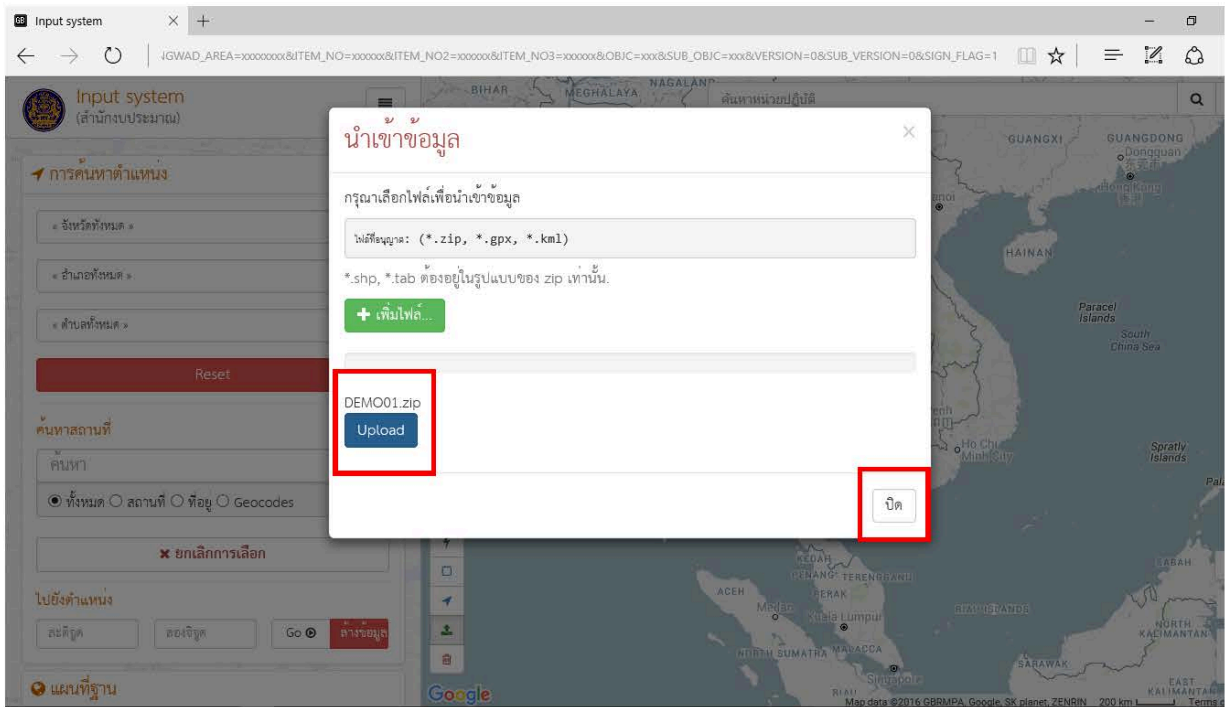 Input system
JGWAD_AREA=xxxxxxxx&ITEM_NO=xxxxxx&ITEM_NO2=xxxxxx&ITEM_NO3=xxxxxx&OBJC=xxx&SUB_OBJC=xxx&VERSION=0&SUB_VERSION=0&SIGN_FLAG=1
Input system
(สำนักงบประมาณ)
BIHAR
MEGHALAYA
NAGALAND
ค้นหาหน่วยปฏิบัติ
นำเข้าข้อมูล
×
GUANGXI
GUANGDONG
Dongguan
东莞市
Hong Kong
การค้นหาตำแหน่ง
กรุณาเลือกไฟล์เพื่อนำเข้าข้อมูล
« จังหวัดทั้งหมด »
ไฟล์ที่อนุญาต: (*.zip, *.gpx, *.kml)
HAINAN
« อำเภอทั้งหมด »
*.shp, *.tab ต้องอยู่ในรูปแบบของ zip เท่านั้น.
เพิ่มไฟล์...
Paracel
Islands
« ตำบลทั้งหมด »
South
China Sea
Reset
DEMO01.zip
Upload
ค้นหาสถานที่
Ho Chi
Minh City
Spratly
Islands
ค้นหา
ทั้งหมด สถานที่ ที่อยู่ Geocodes
ปิด
ยกเลิกการเลือก
KEDAH
PENANG TERENGGANU
ACEH
PERAK
SABAH
ไปยังตำแหน่ง
Medan
Kuala Lumpur
RIAU ISLANDS
ละติจูด ลองจิจูด Go ล้างข้อมูล
NORTH
KALIMANTAN
NORTH SUMATRA
MALACCA
SARAWAK
Singapore
แผนที่ฐาน
Google
RIAU
EAST
KALIMANTAN
Map data ©2016 GBRMPA, Google, SK planet, ZENRIN 200 km Terms